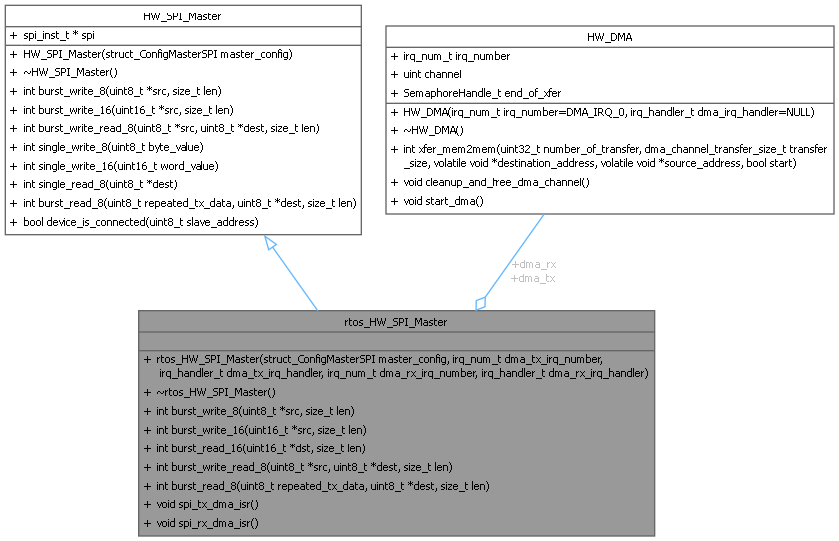 HW_SPI_Master
+ spi_inst_t * spi
+ HW_SPI_Master(struct_ConfigMasterSPI master_config)
+ ~HW_SPI_Master()
+ int burst_write_8(uint8_t *src, size_t len)
+ int burst_write_16(uint16_t *src, size_t len)
+ int burst_write_read_8(uint8_t *src, uint8_t *dest, size_t len)
+ int single_write_8(uint8_t byte_value)
+ int single_write_16(uint16_t word_value)
+ int single_read_8(uint8_t *dest)
+ int burst_read_8(uint8_t repeated_tx_data, uint8_t *dest, size_t len)
+ bool device_is_connected(uint8_t slave_address)
HW_DMA
+ irq_num_t irq_number
+ uint channel
+ SemaphoreHandle_t end_of_xfer
+ HW_DMA(irq_num_t irq_number=DMA_IRQ_0, irq_handler_t dma_irq_handler=NULL)
+ ~HW_DMA()
+ int xfer_mem2mem(uint32_t number_of_transfer, dma_channel_transfer_size_t transfer
_size, volatile void *destination_address, volatile void *source_address, bool start)
+ void cleanup_and_free_dma_channel()
+ void start_dma()
+dma_rx
+dma_tx
rtos_HW_SPI_Master
+ rtos_HW_SPI_Master(struct_ConfigMasterSPI master_config, irq_num_t dma_tx_irq_number,
irq_handler_t dma_tx_irq_handler, irq_num_t dma_rx_irq_number, irq_handler_t dma_rx_irq_handler)
+ ~rtos_HW_SPI_Master()
+ int burst_write_8(uint8_t *src, size_t len)
+ int burst_write_16(uint16_t *src, size_t len)
+ int burst_read_16(uint16_t *dst, size_t len)
+ int burst_write_read_8(uint8_t *src, uint8_t *dest, size_t len)
+ int burst_read_8(uint8_t repeated_tx_data, uint8_t *dest, size_t len)
+ void spi_tx_dma_isr()
+ void spi_rx_dma_isr()